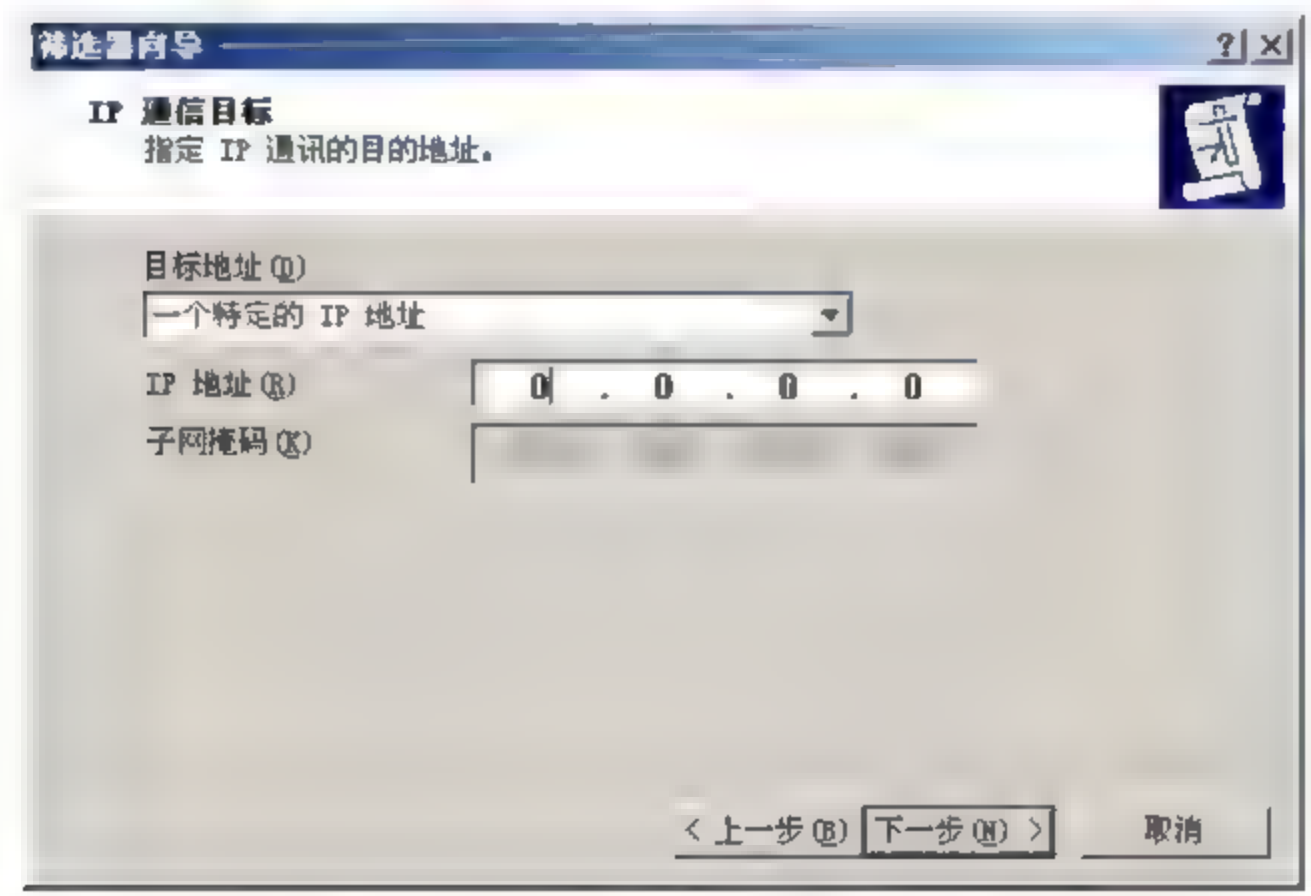 筛选器向导
IP 通信目标
指定 IP 通讯的目的地址。
目标地址(D)
一个特定的 IP 地址
IP 地址(R) 0 . 0 . 0 . 0
子网掩码(K)
< 上一步(B) 下一步(N) > 取消